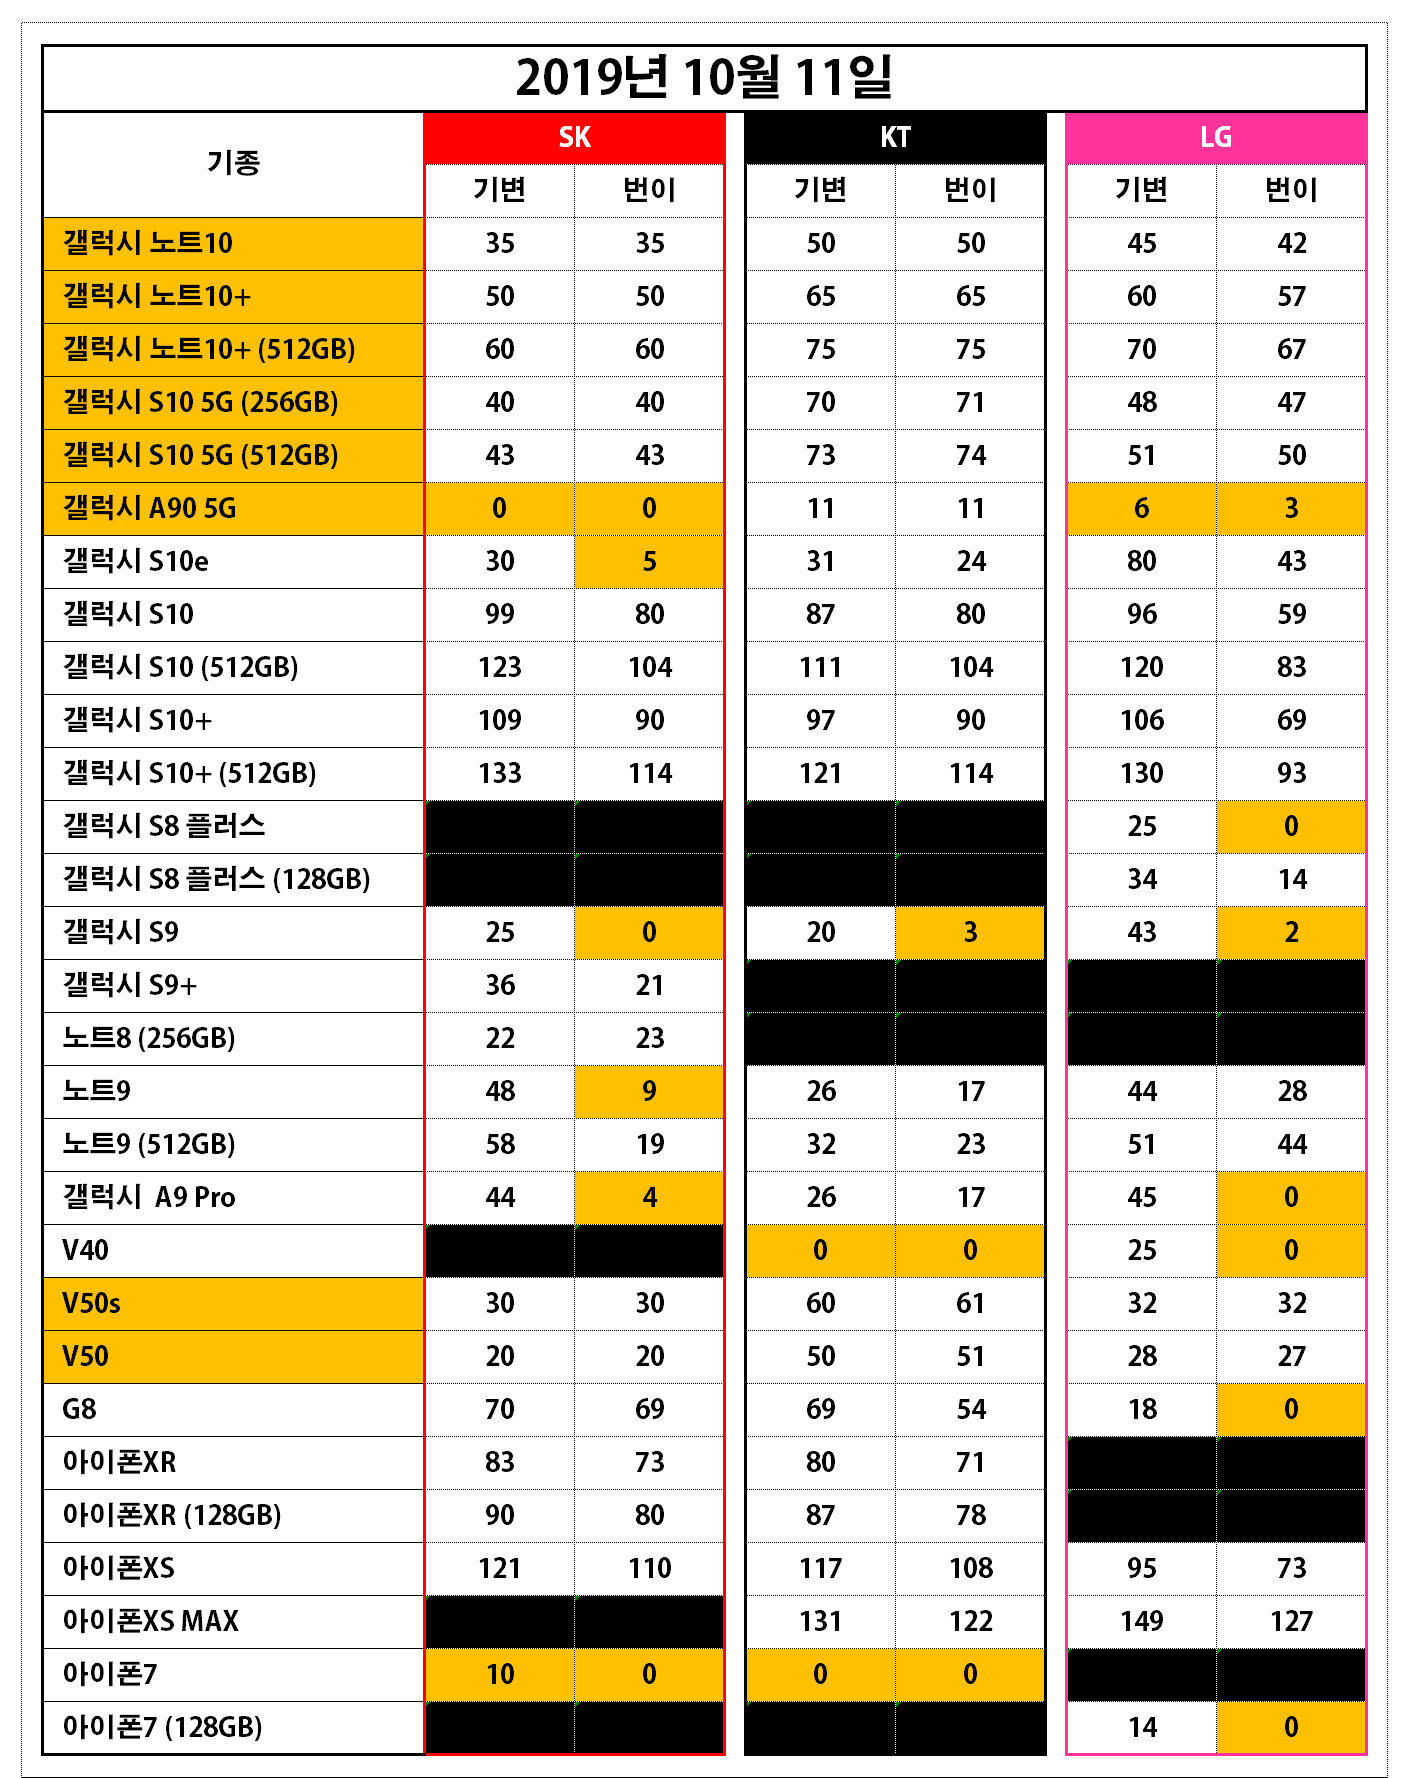 2019년 10월 11일
기종 SK KT LG
기변 번이 기변 번이 기변 번이
갤럭시 노트10 35 35 50 50 45 42
갤럭시 노트10+ 50 50 65 65 60 57
갤럭시 노트10+ (512GB) 60 60 75 75 70 67
갤럭시 S10 5G (256GB) 40 40 70 71 48 47
갤럭시 S10 5G (512GB) 43 43 73 74 51 50
갤럭시 A90 5G 0 0 11 11 6 3
갤럭시 S10e 30 5 31 24 80 43
갤럭시 S10 99 80 87 80 96 59
갤럭시 S10 (512GB) 123 104 111 104 120 83
갤럭시 S10+ 109 90 97 90 106 69
갤럭시 S10+ (512GB) 133 114 121 114 130 93
갤럭시 S8 플러스 25 0
갤럭시 S8 플러스 (128GB) 34 14
갤럭시 S9 25 0 20 3 43 2
갤럭시 S9+ 36 21
노트8 (256GB) 22 23
노트9 48 9 26 17 44 28
노트9 (512GB) 58 19 32 23 51 44
갤럭시 A9 Pro 44 4 26 17 45 0
V40 0 0 25 0
V50s 30 30 60 61 32 32
V50 20 20 50 51 28 27
G8 70 69 69 54 18 0
아이폰XR 83 73 80 71
아이폰XR (128GB) 90 80 87 78
아이폰XS 121 110 117 108 95 73
아이폰XS MAX 131 122 149 127
아이폰7 10 0 0 0
아이폰7 (128GB) 14 0